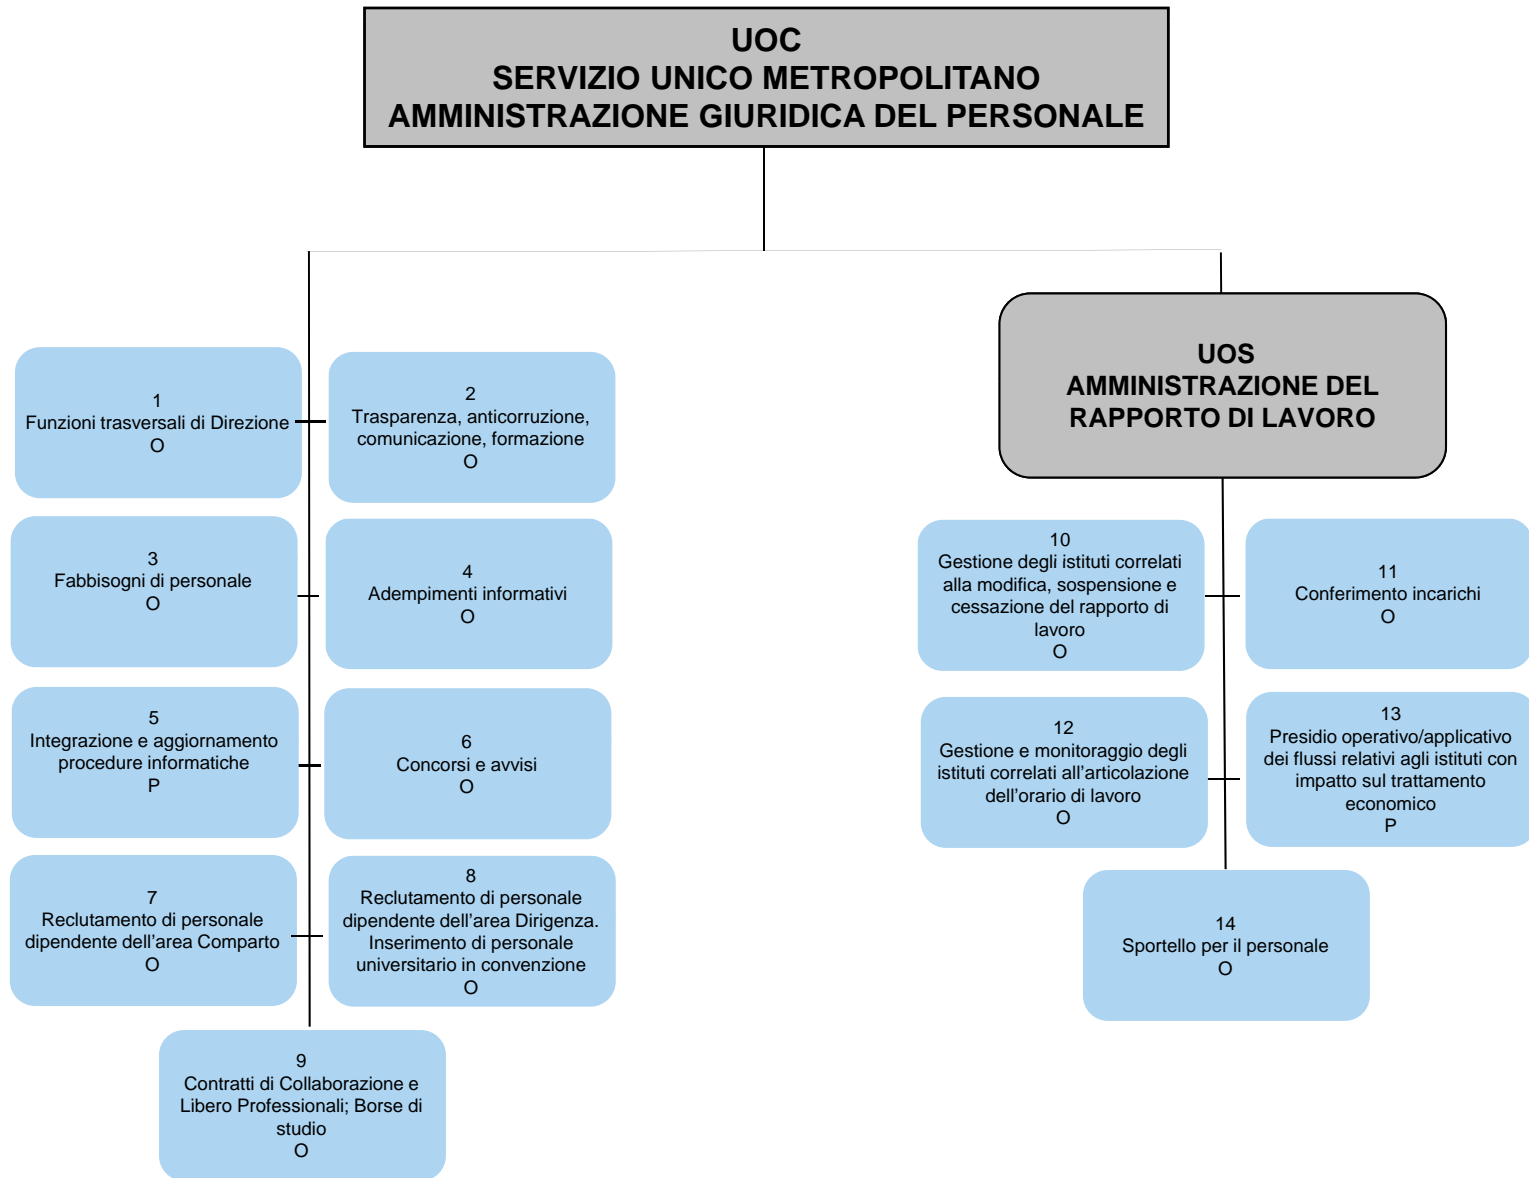 UOC
SERVIZIO UNICO METROPOLITANO
AMMINISTRAZIONE GIURIDICA DEL PERSONALE
1
Funzioni trasversali di Direzione
O
2
Trasparenza, anticorruzione,
comunicazione, formazione
O
3
Fabbisogni di personale
O
4
Adempimenti informativi
O
5
Integrazione e aggiornamento
procedure informatiche
P
6
Concorsi e avvisi
O
7
Reclutamento di personale
dipendente dell’area Comparto
O
8
Reclutamento di personale
dipendente dell’area Dirigenza.
Inserimento di personale
universitario in convenzione
O
9
Contratti di Collaborazione e
Libero Professionali; Borse di
studio
O
UOS
AMMINISTRAZIONE DEL
RAPPORTO DI LAVORO
10
Gestione degli istituti correlati
alla modifica, sospensione e
cessazione del rapporto di
lavoro
O
11
Conferimento incarichi
O
12
Gestione e monitoraggio degli
istituti correlati all’articolazione
dell’orario di lavoro
O
13
Presidio operativo/applicativo
dei flussi relativi agli istituti con
impatto sul trattamento
economico
P
14
Sportello per il personale
O